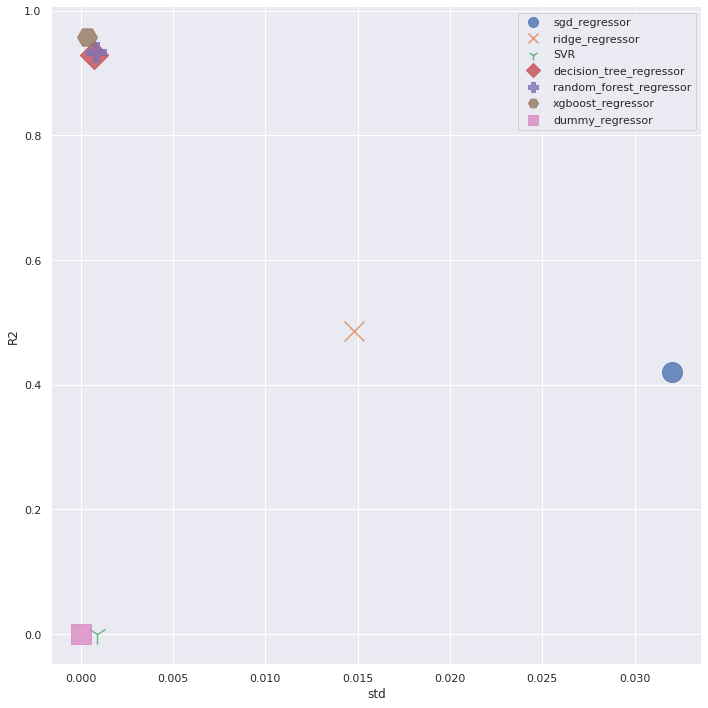 1.0
0.8
0.6
0.4
0.2
0.0
R2
0.000
0.005
0.010
0.015
0.020
0.025
0.030
std
sgd_regressor
ridge_regressor
SVR
decision_tree_regressor
random_forest_regressor
xgboost_regressor
dummy_regressor